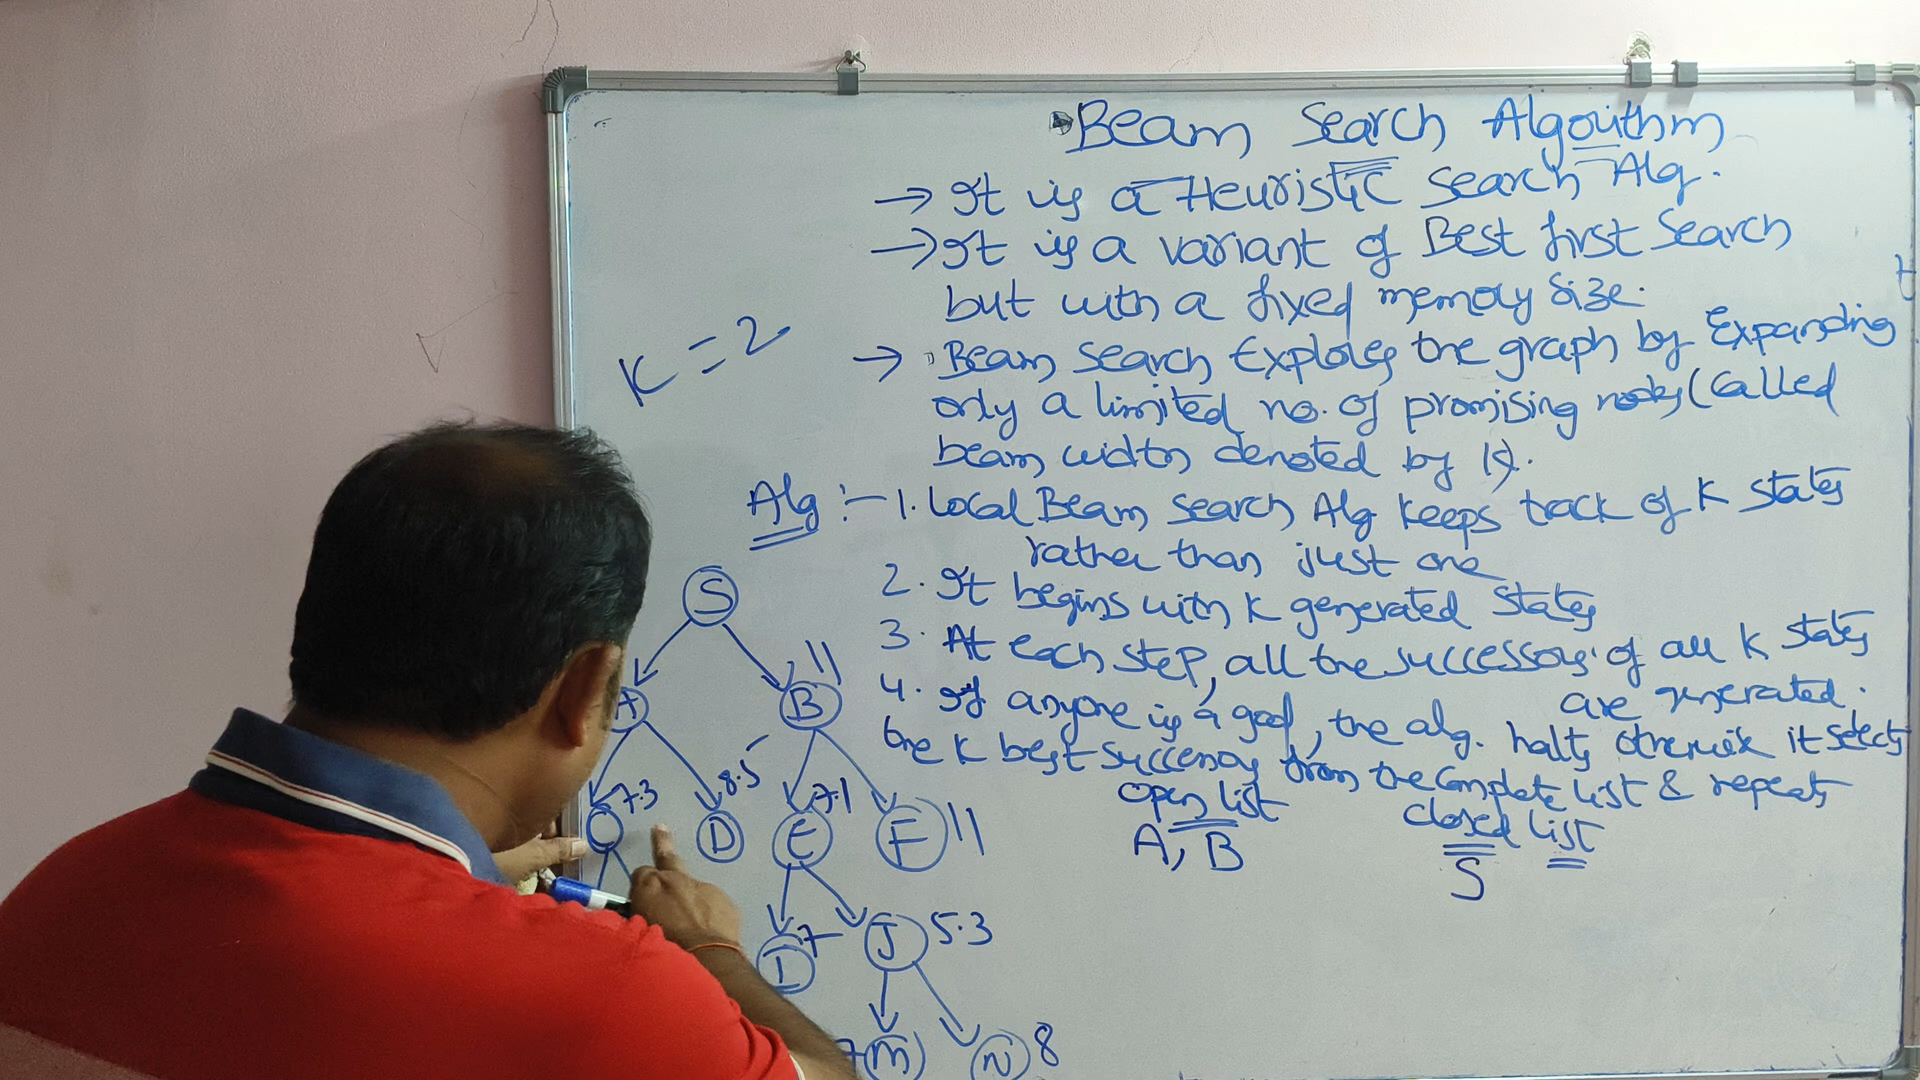 Beam Search Algorithm
→ It is a Heuristic Search Alg.
→ It is a variant of Best first Search
but with a fixed memory size.
K = 2
→ Beam Search Explores the graph by Expanding
only a limited no. of promising nodes (Called
beam width denoted by K).
Alg :- 1. Local Beam Search Alg keeps track of K states
rather than just one
2. It begins with K generated states
3. At each step, all the successors of all K states
are generated.
4. If anyone is a goal, the alg. halts otherwise it selects
the K best successors from the Complete list & repeats
Open list
Closed list
A, B
S
S
A
B 11
C 7.3
D 8.5
E 7.1
F 11
I 7
J 5.3
M
N 8